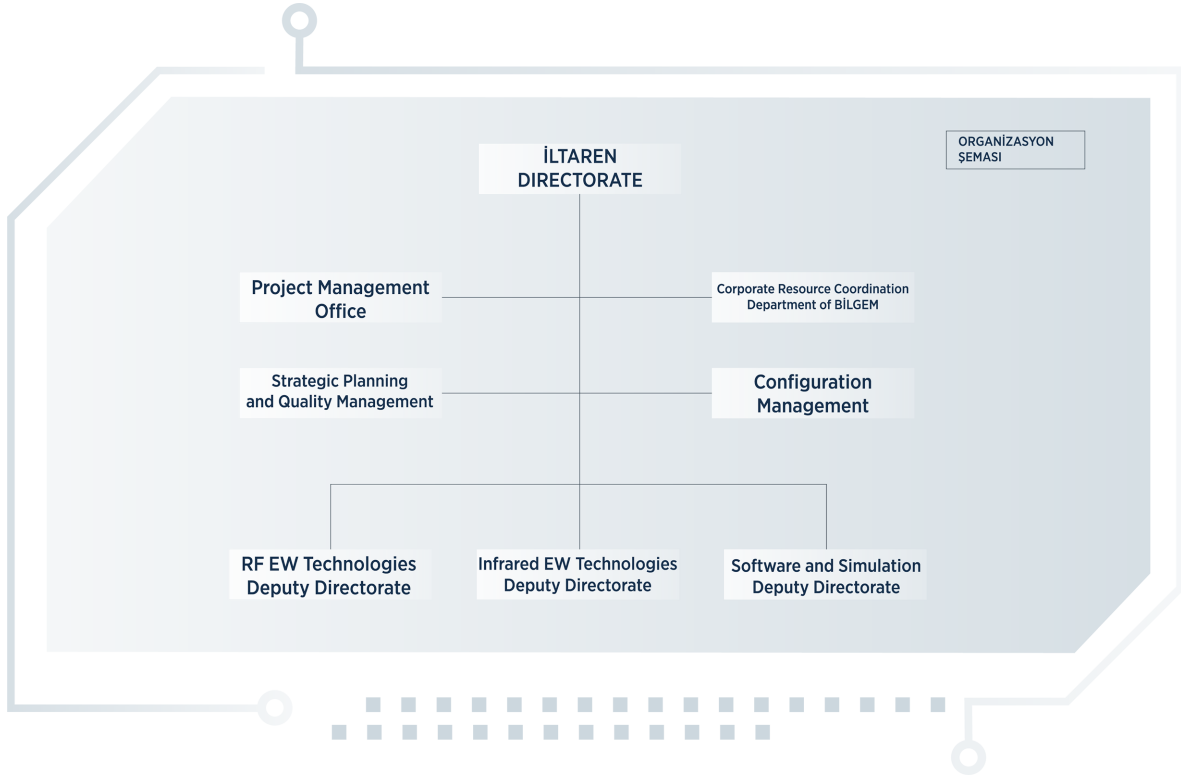 ORGANİZASYON
ŞEMASI
İLTAREN
DIRECTORATE
Project Management
Office
Corporate Resource Coordination
Department of BİLGEM
Strategic Planning
and Quality Management
Configuration
Management
RF EW Technologies
Deputy Directorate
Infrared EW Technologies
Deputy Directorate
Software and Simulation
Deputy Directorate